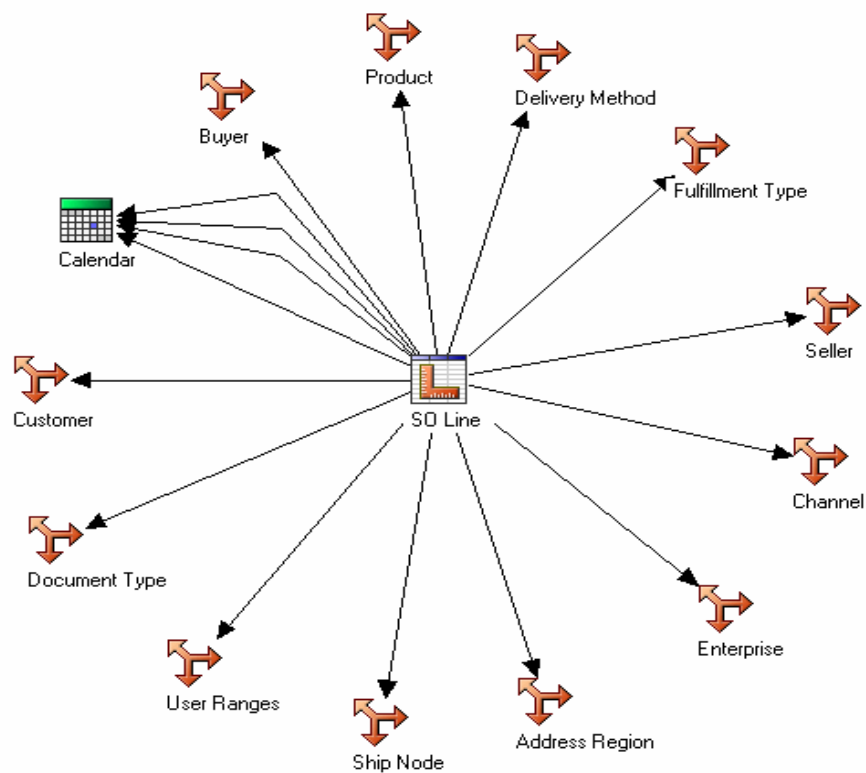 Product
Delivery Method
Buyer
Fulfillment Type
Calendar
Seller
Customer
SO Line
Channel
Document Type
Enterprise
User Ranges
Address Region
Ship Node